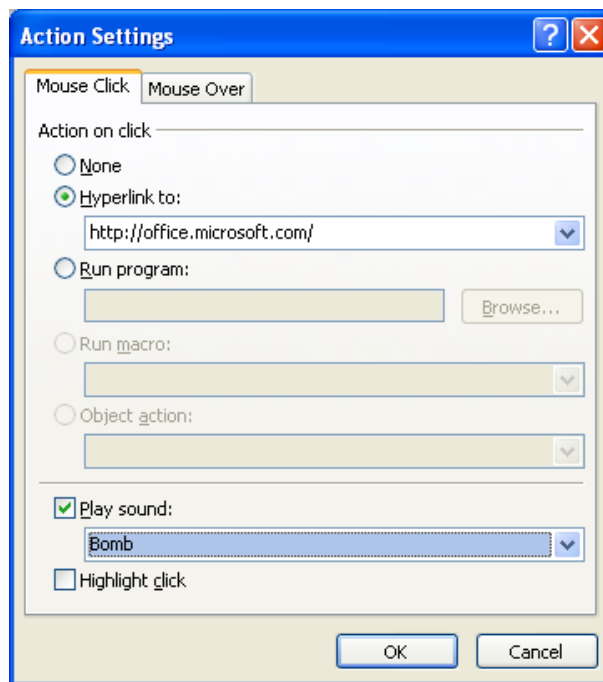 Action Settings
Mouse Click Mouse Over
Action on click
None
Hyperlink to:
http://office.microsoft.com/
Run program:
Browse...
Run macro:
Object action:
Play sound:
Bomb
Highlight click
OK Cancel